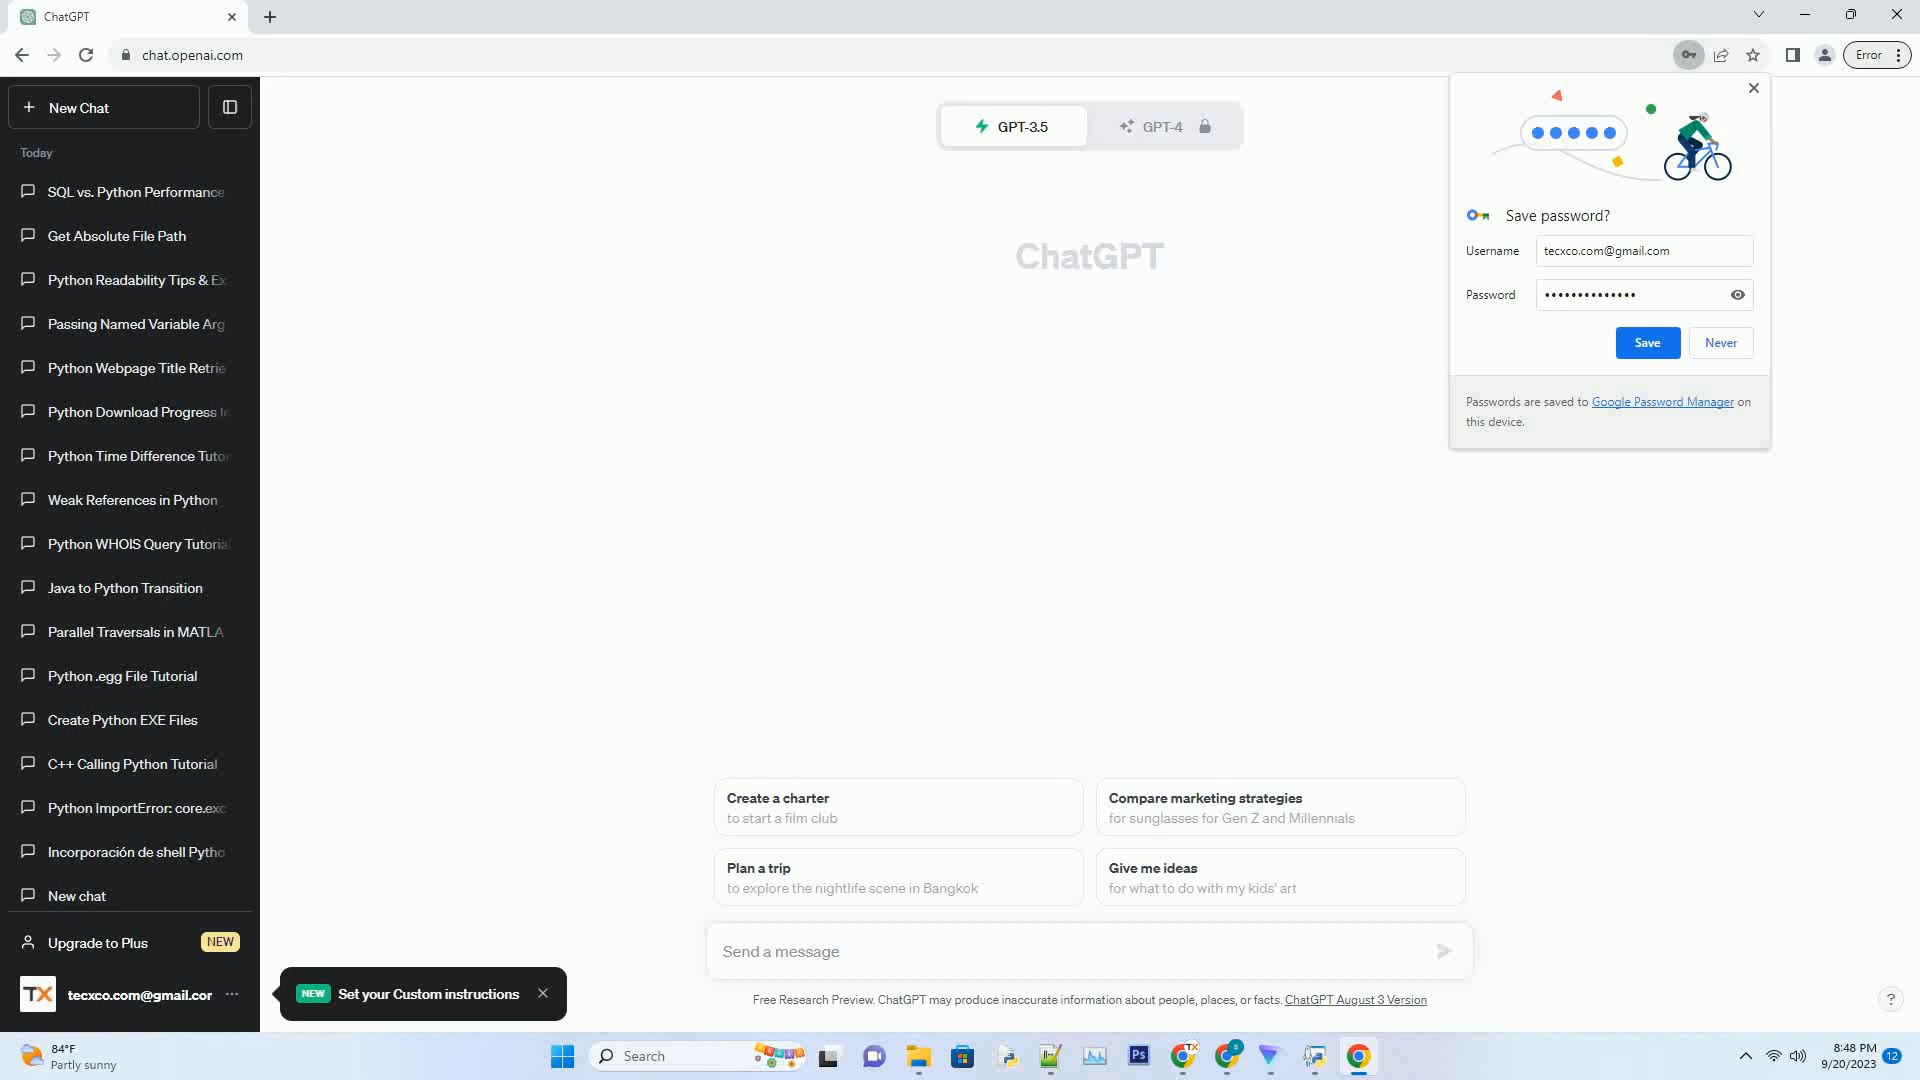 ChatGPT
chat.openai.com
Error
New Chat
Today
SQL vs. Python Performance
Get Absolute File Path
Python Readability Tips & Ex
Passing Named Variable Arg
Python Webpage Title Retrie
Python Download Progress In
Python Time Difference Tuto
Weak References in Python
Python WHOIS Query Tutorial
Java to Python Transition
Parallel Traversals in MATLA
Python .egg File Tutorial
Create Python EXE Files
C++ Calling Python Tutorial
Python ImportError: core.exc
Incorporación de shell Pytho
New chat
Upgrade to Plus NEW
TX tecxco.com@gmail.cor
NEW Set your Custom instructions
GPT-3.5 GPT-4
ChatGPT
Save password?
Username tecxco.com@gmail.com
Password ••••••••••••••
Save Never
Passwords are saved to Google Password Manager on
this device.
Create a charter
to start a film club
Compare marketing strategies
for sunglasses for Gen Z and Millennials
Plan a trip
to explore the nightlife scene in Bangkok
Give me ideas
for what to do with my kids' art
Send a message
Free Research Preview. ChatGPT may produce inaccurate information about people, places, or facts. ChatGPT August 3 Version
?
84°F
Partly sunny
Search
Ps
TX
S
8:48 PM
9/20/2023
12